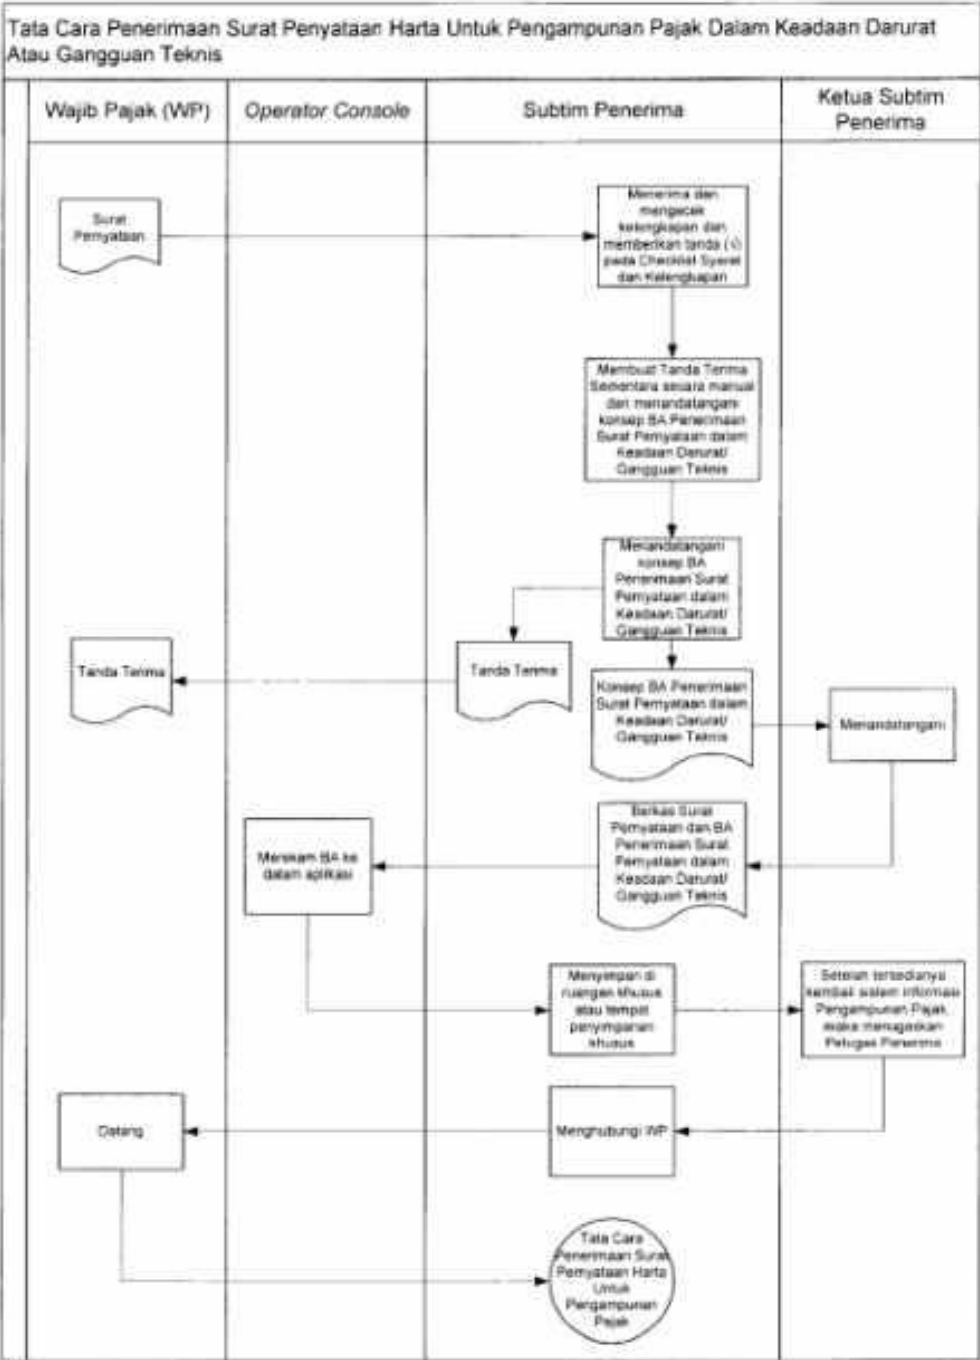 Tata Cara Penerimaan Surat Penyataan Harta Untuk Pengampunan Pajak Dalam Keadaan Darurat
Atau Gangguan Teknis
Wajib Pajak (WP)
Operator Console
Subtim Penerima
Ketua Subtim
Penerima
Surat
Pernyataan
Menerima dan
mengecek
kelengkapan dan
memberikan tanda (√)
pada Checklist Syarat
dan Kelengkapan
Membuat Tanda Terima
Sementara secara manual
dan menandatangani
konsep BA Penerimaan
Surat Pernyataan dalam
Keadaan Darurat/
Gangguan Teknis
Menandatangani
konsep BA
Penerimaan Surat
Pernyataan dalam
Keadaan Darurat/
Gangguan Teknis
Tanda Terima
Tanda Terima
Konsep BA Penerimaan
Surat Pernyataan dalam
Keadaan Darurat/
Gangguan Teknis
Menandatangani
Berkas Surat
Pernyataan dan BA
Penerimaan Surat
Pernyataan dalam
Keadaan Darurat/
Gangguan Teknis
Merekam BA ke
dalam aplikasi
Menyimpan di
ruangan khusus
atau tempat
penyimpanan
khusus
Setelah tersedianya
kembali sistem informasi
Pengampunan Pajak,
maka menugaskan
Petugas Penerima
Menghubungi WP
Datang
Tata Cara
Penerimaan Surat
Pernyataan Harta
Untuk
Pengampunan
Pajak